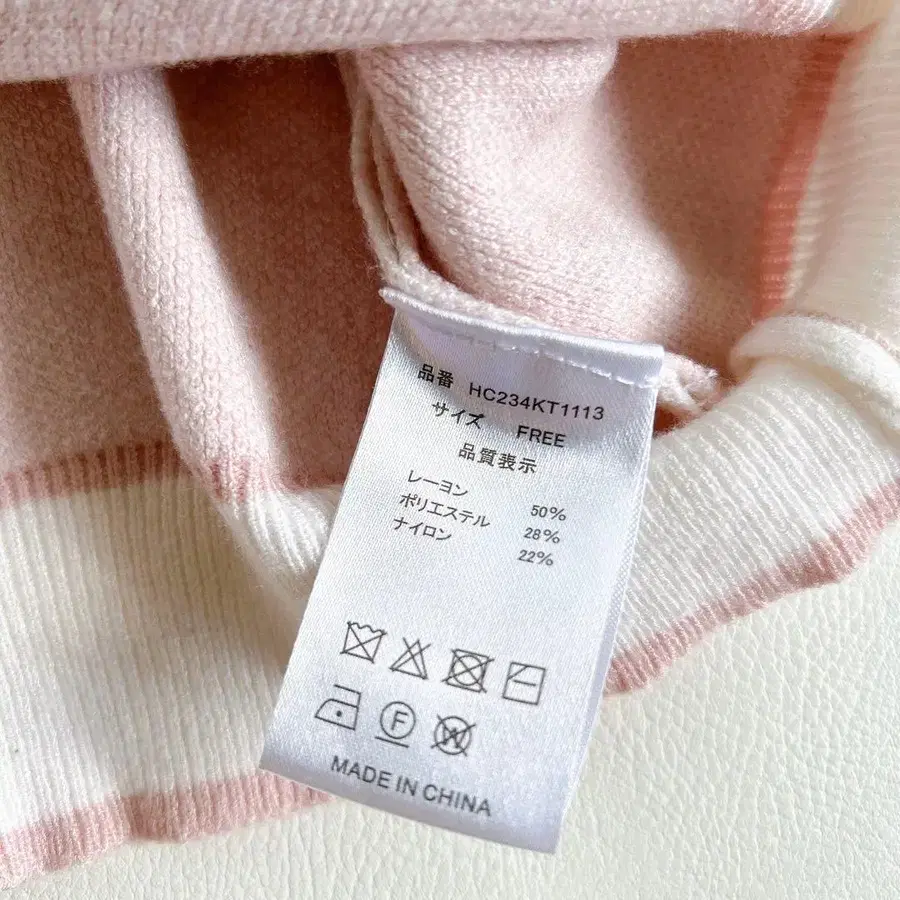 品番 HC234KT1113
サイズ FREE
品質表示
レーヨン 50%
ポリエステル 28%
ナイロン 22%
F
W
MADE IN CHINA